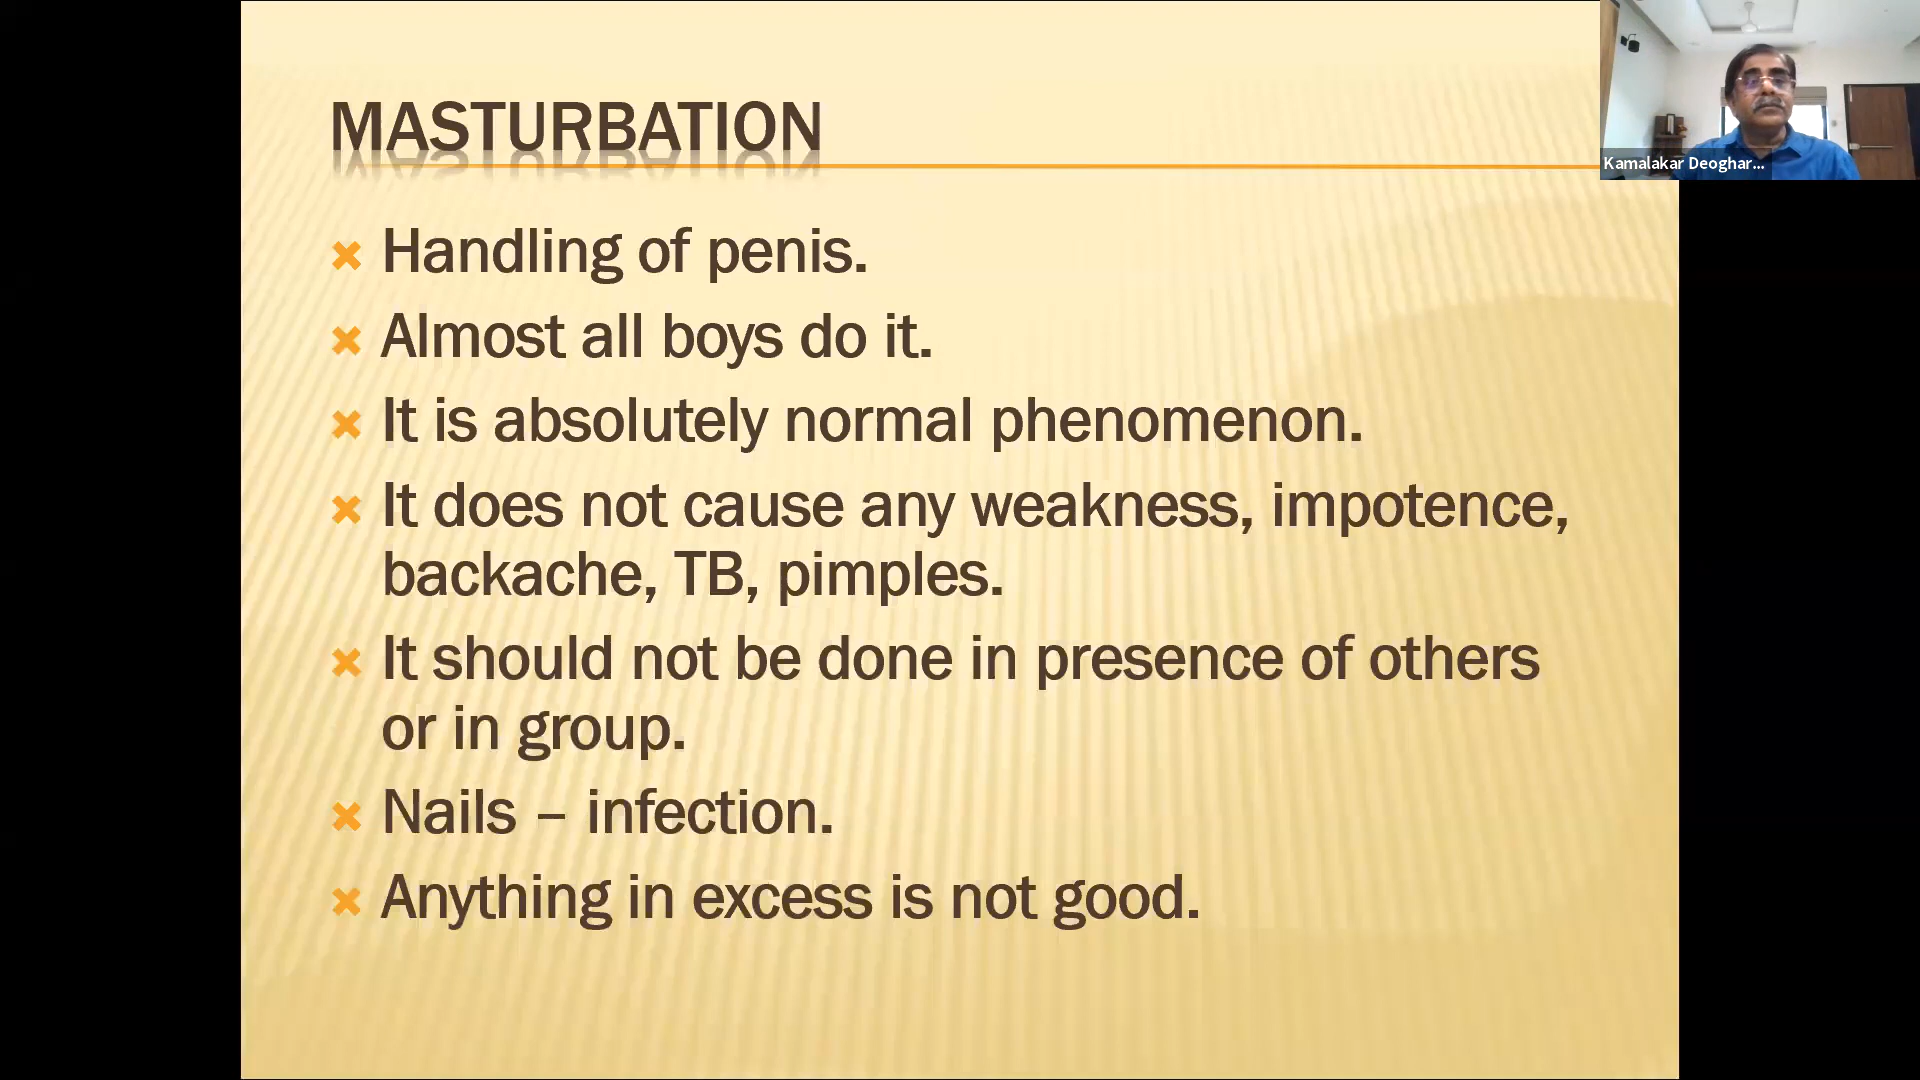 MASTURBATION
Handling of penis.
Almost all boys do it.
It is absolutely normal phenomenon.
It does not cause any weakness, impotence,
backache, TB, pimples.
It should not be done in presence of others
or in group.
Nails – infection.
Anything in excess is not good.
Kamalakar Deoghar...